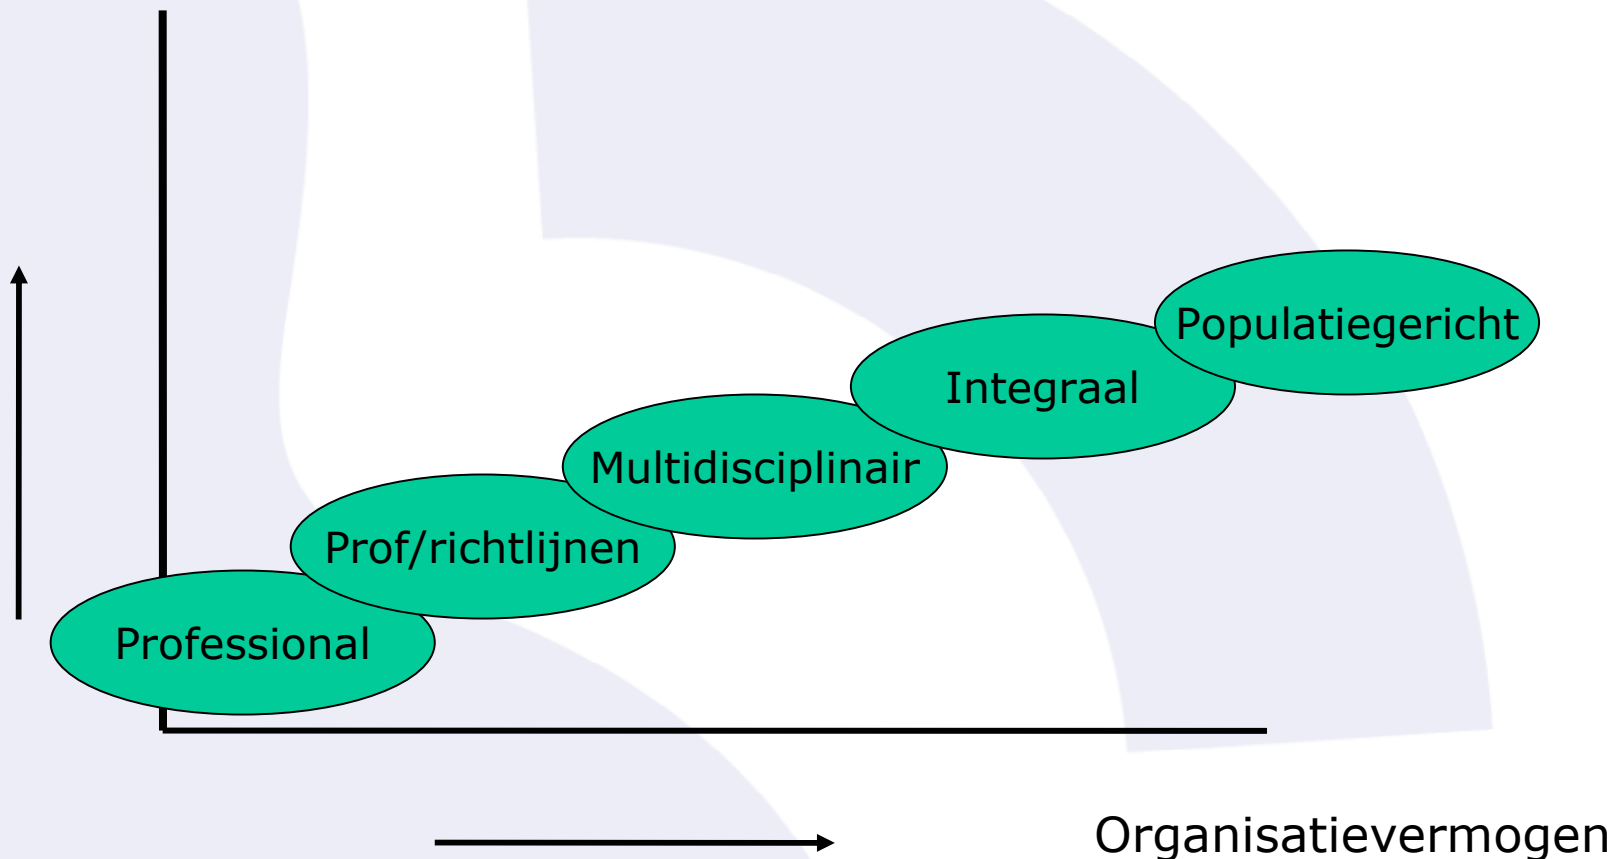 Populatiegericht
Integraal
Multidisciplinair
Prof/richtlijnen
Professional
Organisatievermogen